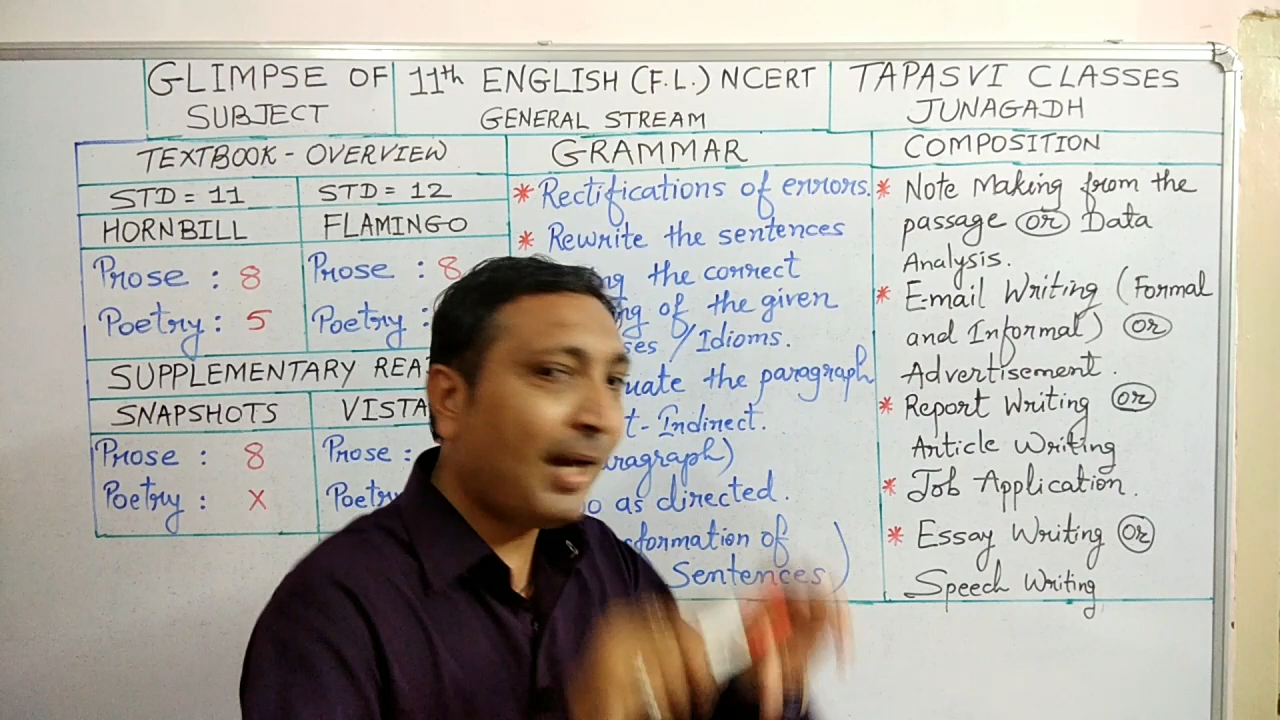 GLIMPSE OF
SUBJECT
11th ENGLISH (F.L.) NCERT
GENERAL STREAM
TAPASVI CLASSES
JUNAGADH
TEXTBOOK - OVERVIEW
STD = 11
STD = 12
HORNBILL
FLAMINGO
Prose : 8
Prose : 8
Poetry : 5
Poetry :
SUPPLEMENTARY
SNAPSHOTS
Prose : 8
Prose :
Poetry : X
GRAMMAR
* Rectifications of errors.
* Rewrite the sentences
the correct
of the given
/ Idioms.
the paragraph
Indirect.
as directed.
of
Sentences)
COMPOSITION
* Note Making from the
passage or Data
Analysis.
* E-mail Writing (Formal
and Informal) or
Advertisement.
* Report Writing or
Article Writing
* Job Application.
* Essay Writing or
Speech Writing